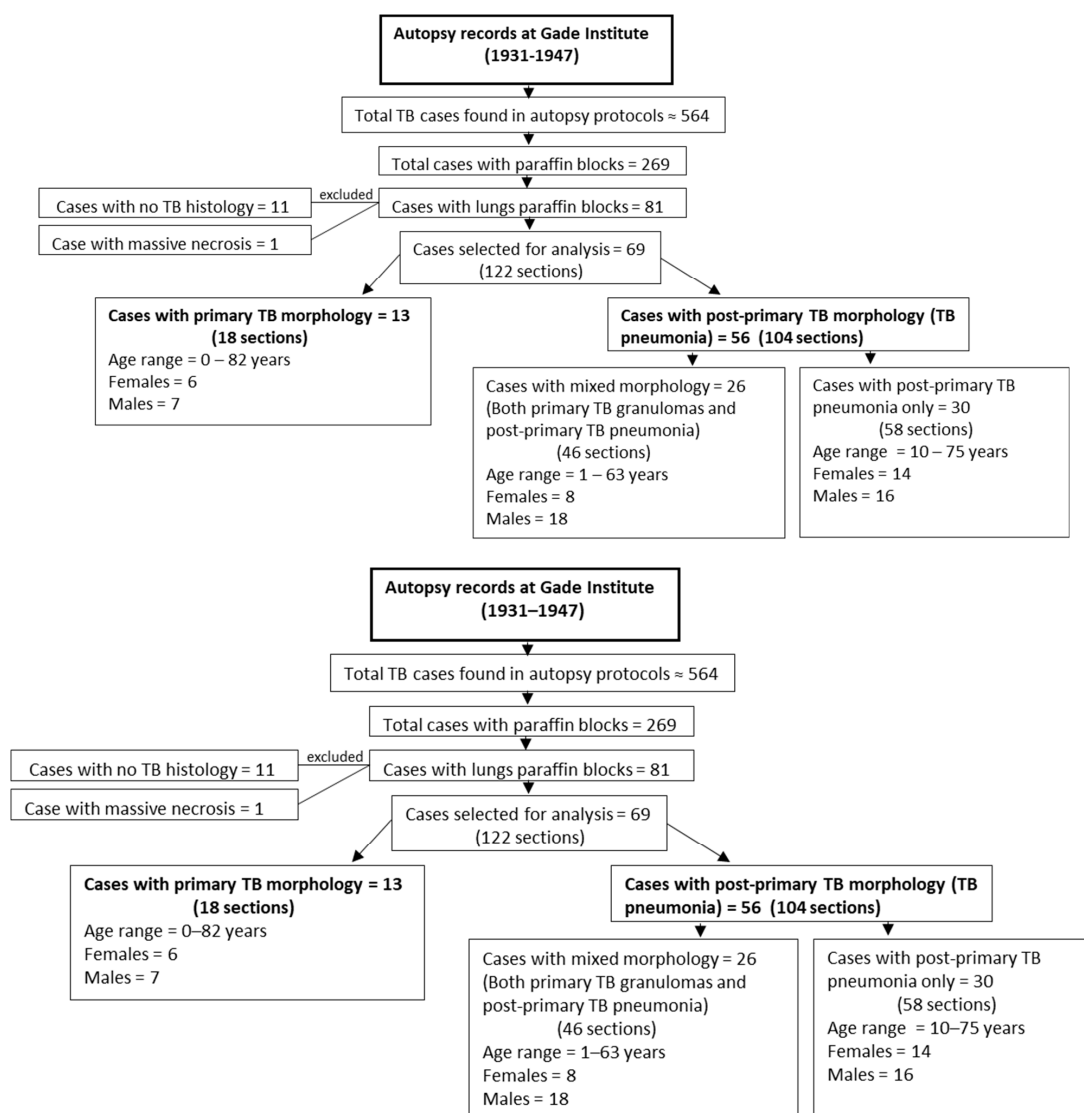 Autopsy records at Gade Institute
(1931-1947)
Total TB cases found in autopsy protocols ≈ 564
Total cases with paraffin blocks = 269
Cases with no TB histology = 11
excluded
Cases with lungs paraffin blocks = 81
Case with massive necrosis = 1
Cases selected for analysis = 69
(122 sections)
Cases with primary TB morphology = 13
(18 sections)
Age range = 0 – 82 years
Females = 6
Males = 7
Cases with post-primary TB morphology (TB
pneumonia) = 56 (104 sections)
Cases with mixed morphology = 26
(Both primary TB granulomas and
post-primary TB pneumonia)
(46 sections)
Age range = 1 – 63 years
Females = 8
Males = 18
Cases with post-primary TB
pneumonia only = 30
(58 sections)
Age range = 10 – 75 years
Females = 14
Males = 16
Autopsy records at Gade Institute
(1931–1947)
Total TB cases found in autopsy protocols ≈ 564
Total cases with paraffin blocks = 269
Cases with no TB histology = 11
excluded
Cases with lungs paraffin blocks = 81
Case with massive necrosis = 1
Cases selected for analysis = 69
(122 sections)
Cases with primary TB morphology = 13
(18 sections)
Age range = 0–82 years
Females = 6
Males = 7
Cases with post-primary TB morphology (TB
pneumonia) = 56 (104 sections)
Cases with mixed morphology = 26
(Both primary TB granulomas and
post-primary TB pneumonia)
(46 sections)
Age range = 1–63 years
Females = 8
Males = 18
Cases with post-primary TB
pneumonia only = 30
(58 sections)
Age range = 10–75 years
Females = 14
Males = 16